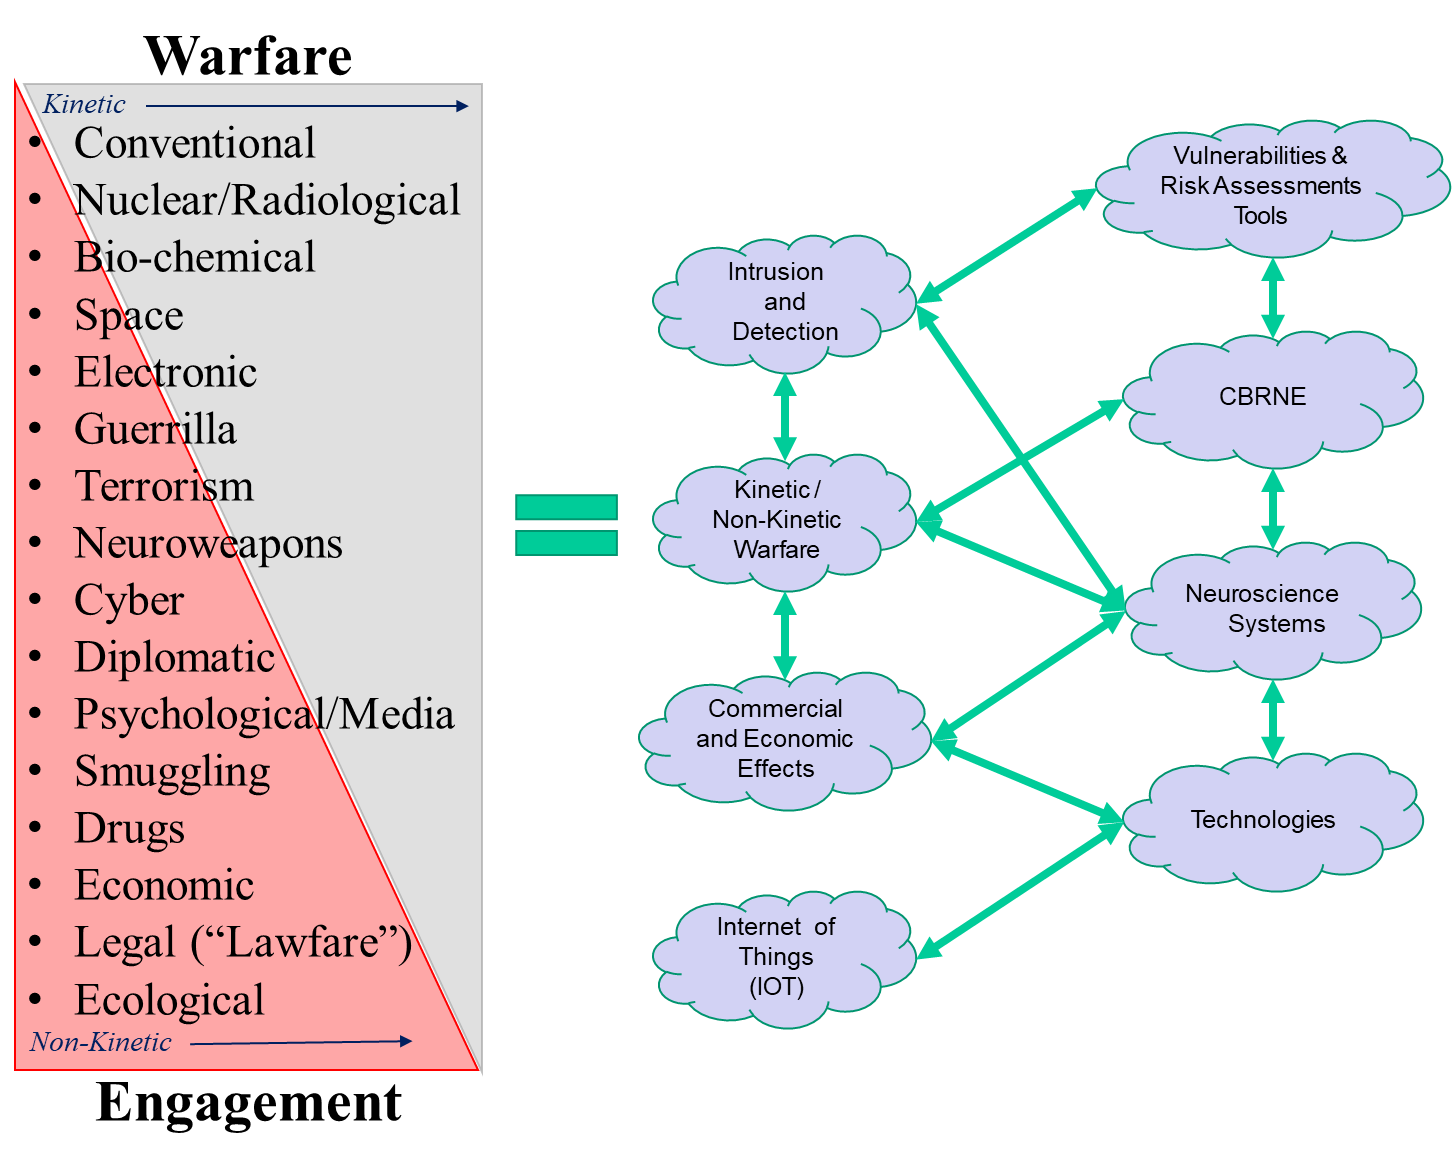 Warfare
Kinetic
• Conventional
• Nuclear/Radiological
• Bio-chemical
• Space
• Electronic
• Guerrilla
• Terrorism
• Neuroweapons
• Cyber
• Diplomatic
• Psychological/Media
• Smuggling
• Drugs
• Economic
• Legal (“Lawfare”)
• Ecological
Non-Kinetic
Engagement
Intrusion
and
Detection
Kinetic /
Non-Kinetic
Warfare
Commercial
and Economic
Effects
Internet of
Things
(IOT)
Vulnerabilities &
Risk Assessments
Tools
CBRNE
Neuroscience
Systems
Technologies